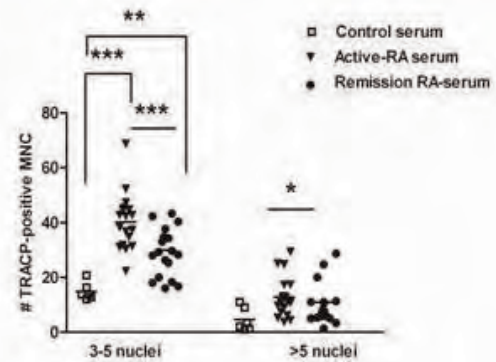 **
Control serum
Active-RA serum
Remission RA-serum
***
***
*
80
60
40
20
0
# TRACP-positive MNC
3-5 nuclei
>5 nuclei